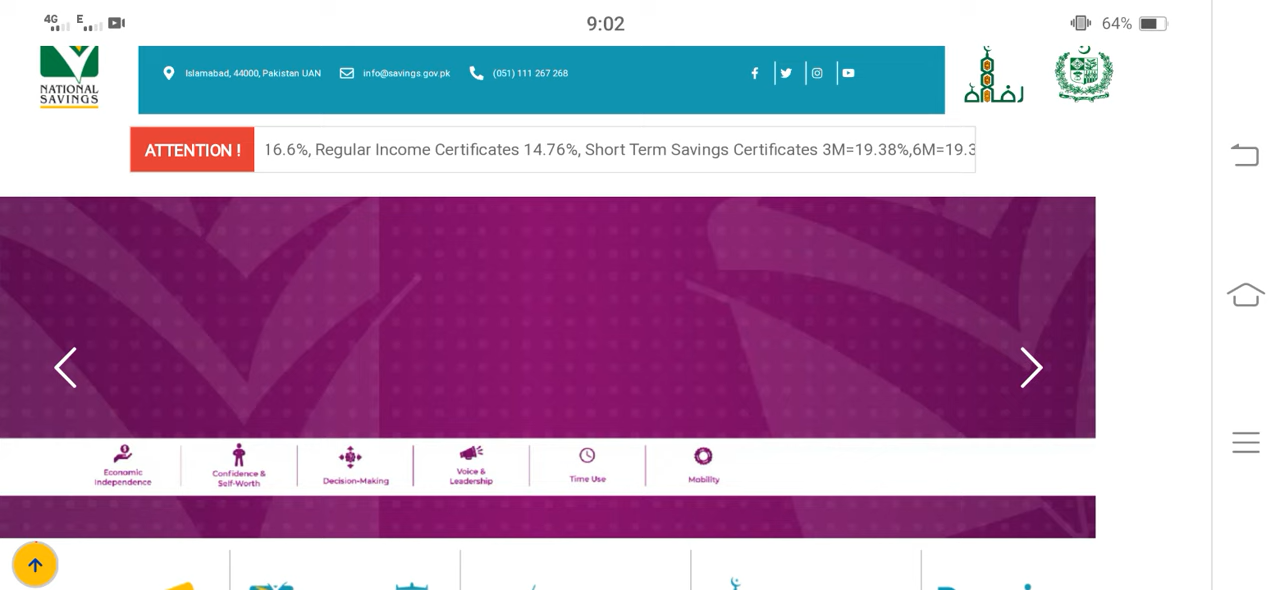 4G E 9:02 64%
NATIONAL
SAVINGS
Islamabad, 44000, Pakistan UAN info@savings.gov.pk (051) 111 267 268
ATTENTION ! 16.6%, Regular Income Certificates 14.76%, Short Term Savings Certificates 3M=19.38%,6M=19.3
Economic
Independence
Confidence &
Self-Worth
Decision-Making
Voice &
Leadership
Time Use
Mobility